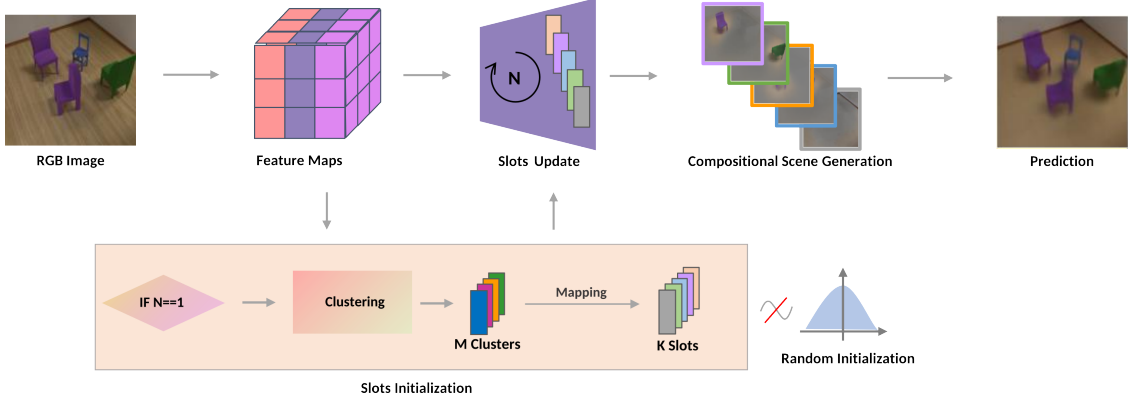 N
RGB Image
Feature Maps
Slots Update
Compositional Scene Generation
Prediction
IF N==1
Clustering
M Clusters
Mapping
K Slots
Random Initialization
Slots Initialization